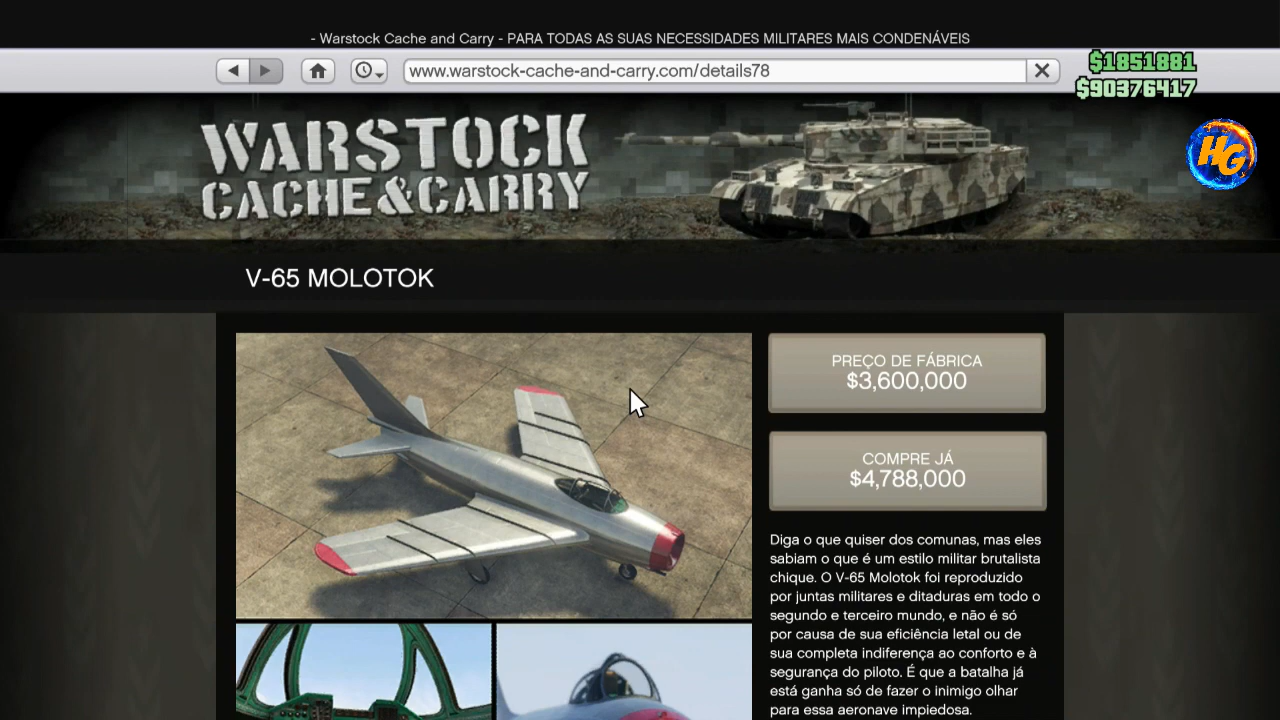 - Warstock Cache and Carry - PARA TODAS AS SUAS NECESSIDADES MILITARES MAIS CONDENÁVEIS
www.warstock-cache-and-carry.com/details78
$1851881
$90376417
WARSTOCK
CACHE&CARRY
HG
V-65 MOLOTOK
PREÇO DE FÁBRICA
$3,600,000
COMPRE JÁ
$4,788,000
Diga o que quiser dos comunas, mas eles
sabiam o que é um estilo militar brutalista
chique. O V-65 Molotok foi reproduzido
por juntas militares e ditaduras em todo o
segundo e terceiro mundo, e não é só
por causa de sua eficiência letal ou de
sua completa indiferença ao conforto e à
segurança do piloto. É que a batalha já
está ganha só de fazer o inimigo olhar
para essa aeronave impiedosa.